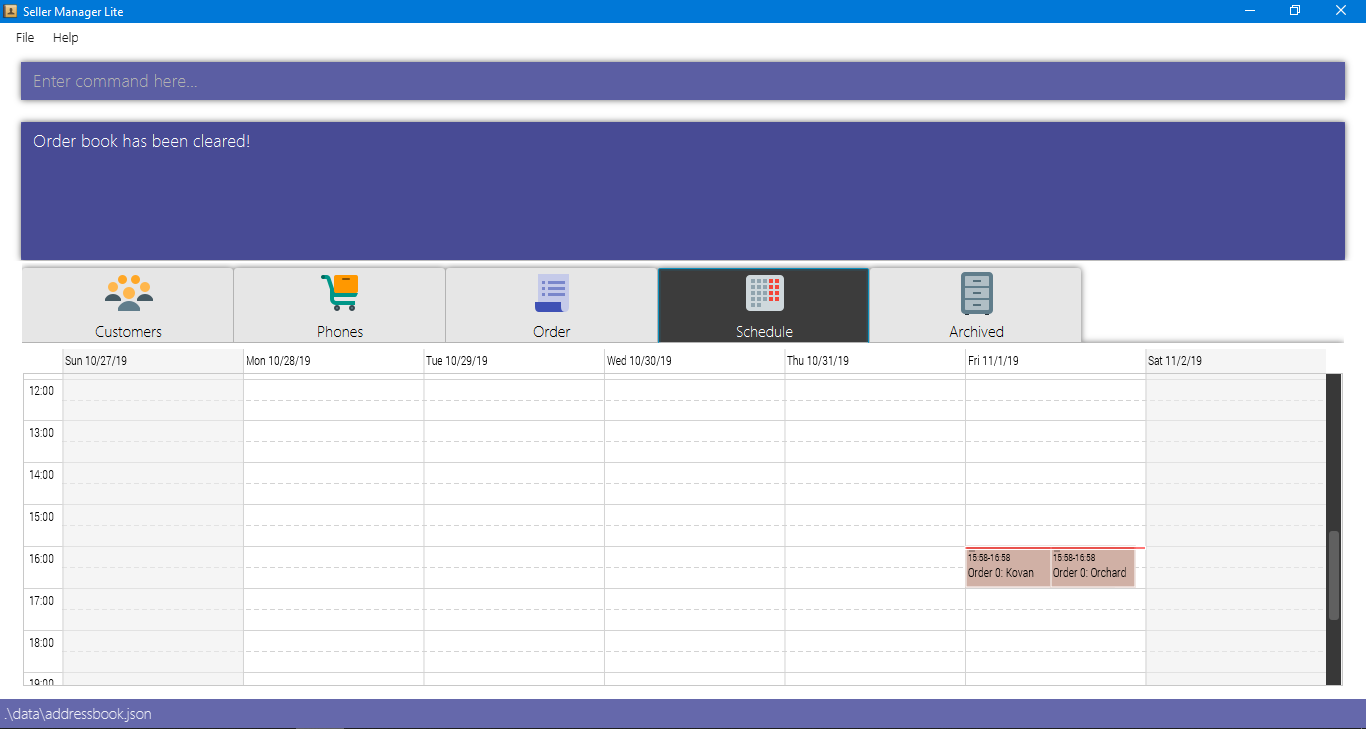 Seller Manager Lite
File Help
Enter command here...
Order book has been cleared!
Customers Phones Order Schedule Archived
Sun 10/27/19 Mon 10/28/19 Tue 10/29/19 Wed 10/30/19 Thu 10/31/19 Fri 11/1/19 Sat 11/2/19
12:00
13:00
14:00
15:00
16:00
15:58-16:58 15:58-16:58
Order 0: Kovan Order 0: Orchard
17:00
18:00
19:00
.\data\addressbook.json